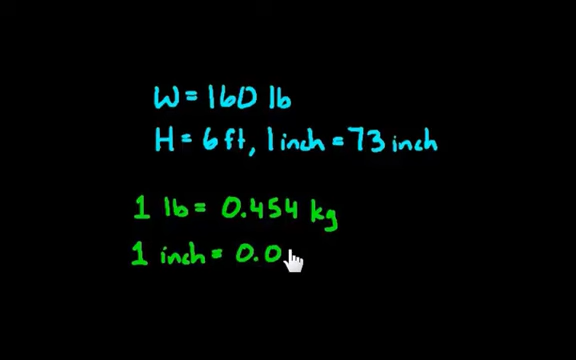 W = 160 lb
H = 6 ft, 1 inch = 73 inch
1 lb = 0.454 kg
1 inch = 0.0